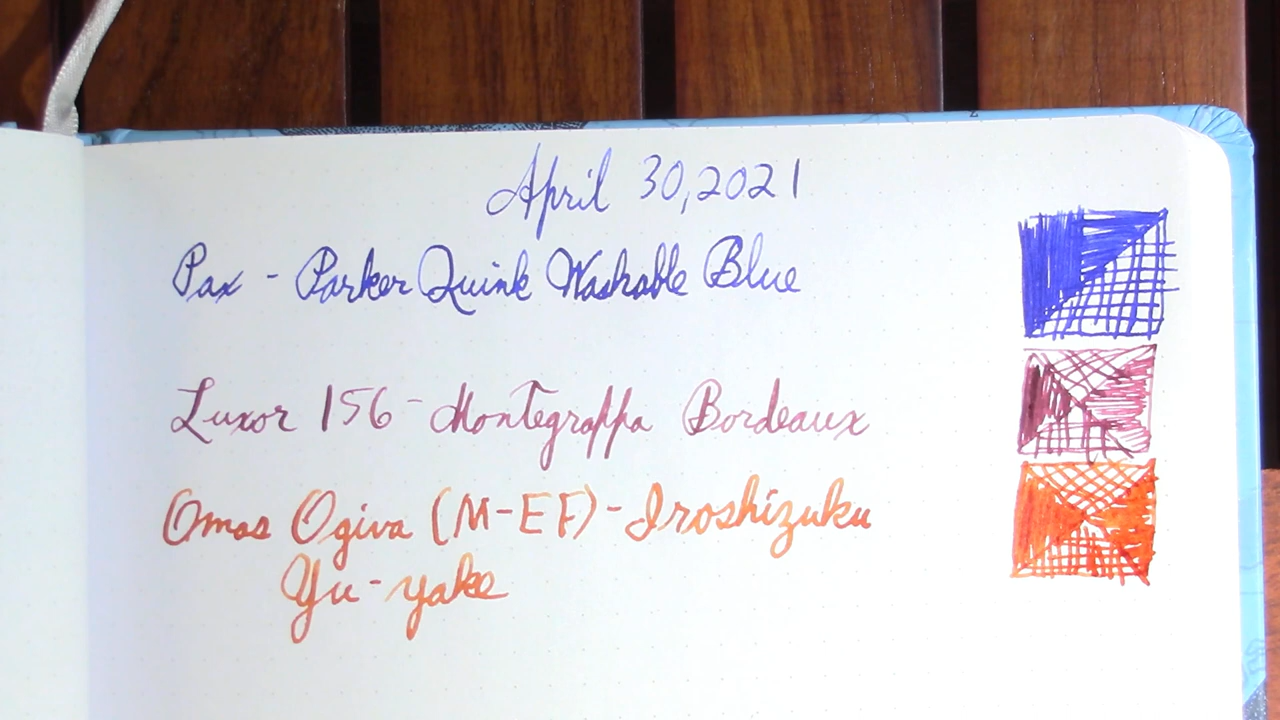 April 30, 2021
Pax - Parker Quink Washable Blue
Luxor 156 - Montegrappa Bordeaux
Omas Ogiva (M-EF) - Iroshizuku
Yu-yake